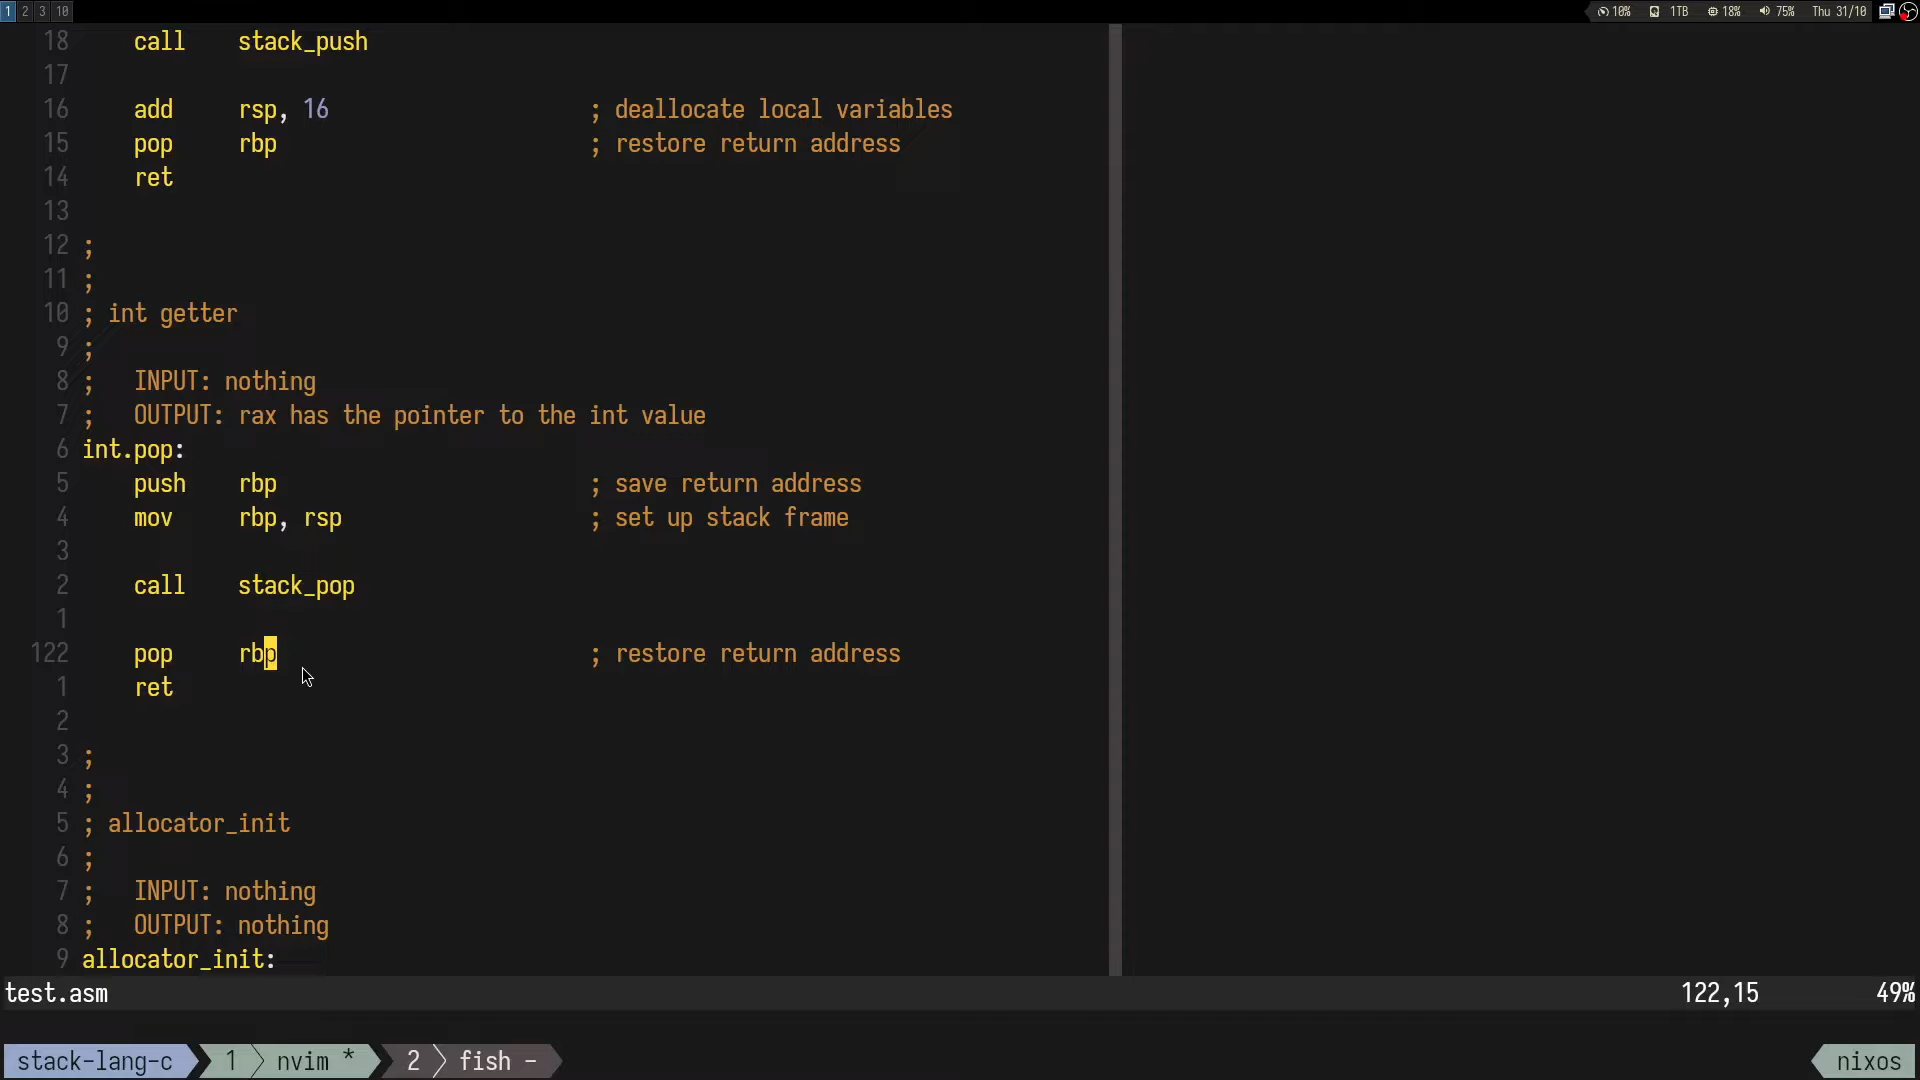 1 2 3 10 10% 1TB 18% 75% Thu 31/10
18 call stack_push
17
16 add rsp, 16 ; deallocate local variables
15 pop rbp ; restore return address
14 ret
13
12 ;
11 ;
10 ; int getter
9 ;
8 ; INPUT: nothing
7 ; OUTPUT: rax has the pointer to the int value
6 int.pop:
5 push rbp ; save return address
4 mov rbp, rsp ; set up stack frame
3
2 call stack_pop
1
122 pop rbp ; restore return address
1 ret
2
3 ;
4 ;
5 ; allocator_init
6 ;
7 ; INPUT: nothing
8 ; OUTPUT: nothing
9 allocator_init:
test.asm 122,15 49%
stack-lang-c 1 nvim * 2 fish - nixos